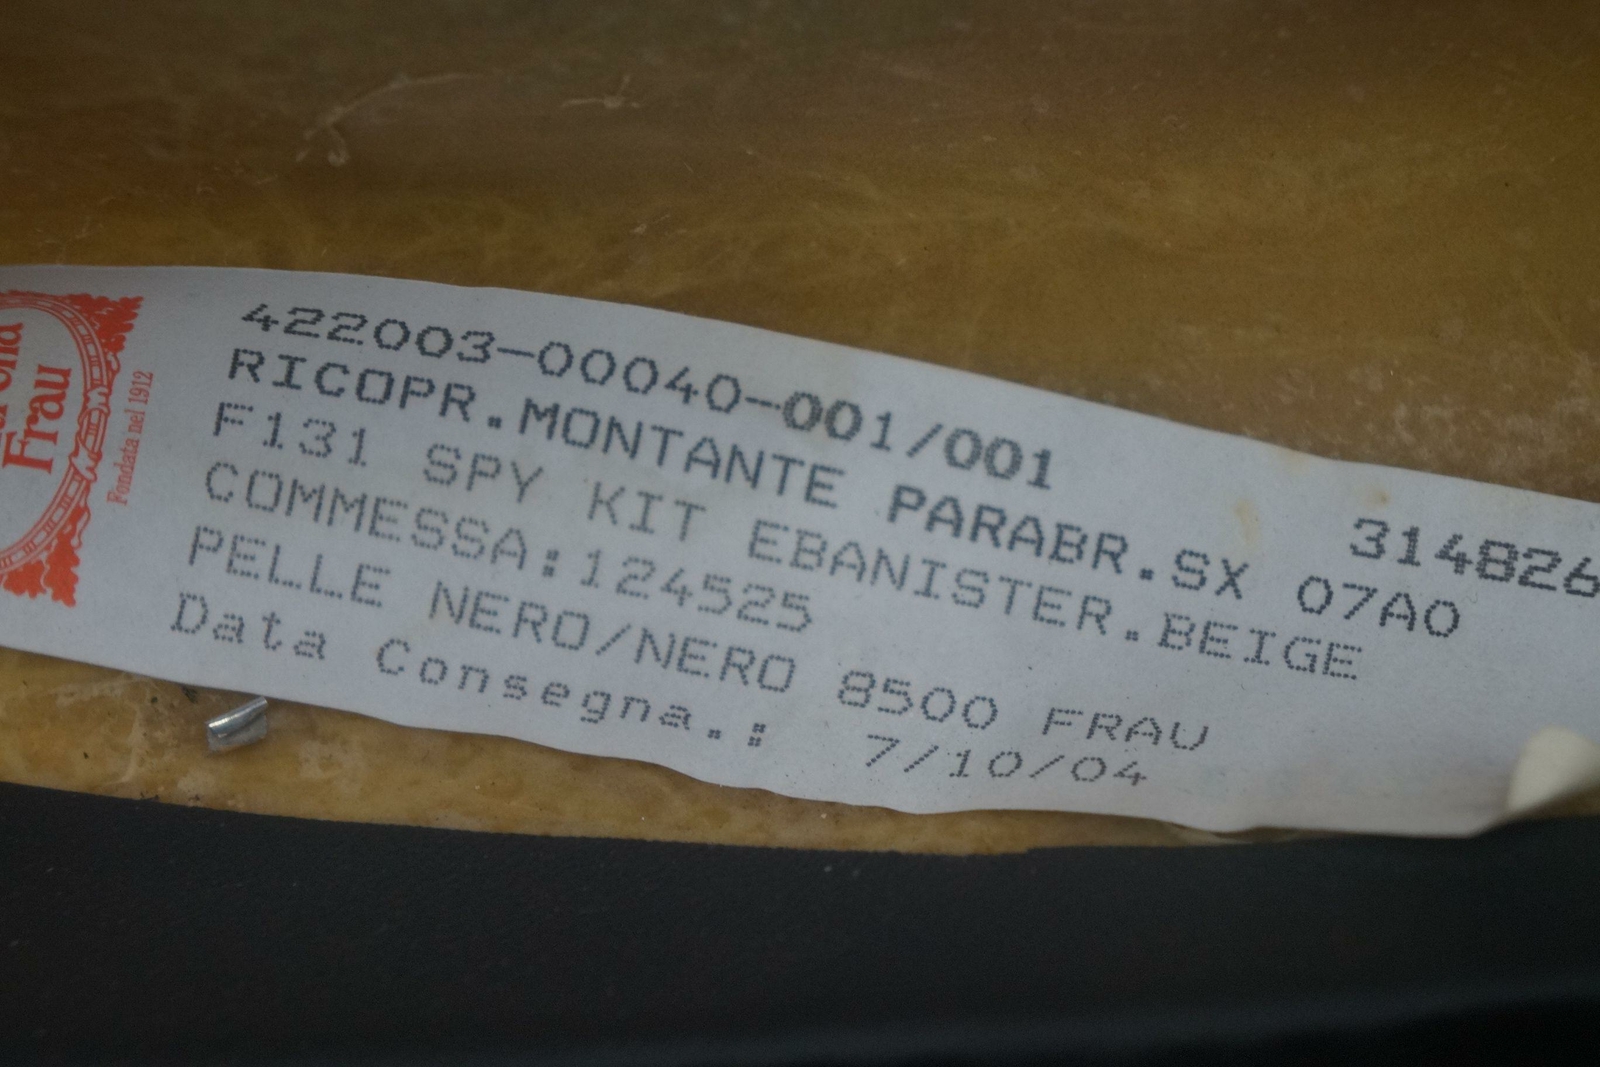 Frau
Fondata nel 1912
422003-00040-001/001
RICOPR.MONTANTE PARABR.SX 07A0
314826
F131 SPY KIT EBANISTER.BEIGE
COMMESSA:124525
PELLE NERO/NERO 8500 FRAU
Data Consegna.: 7/10/04